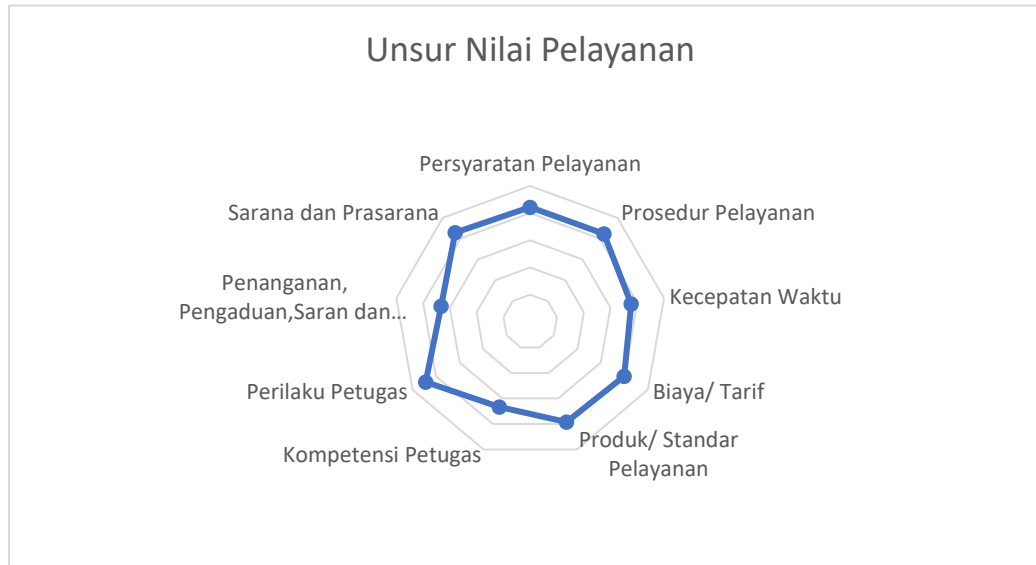 Unsur Nilai Pelayanan
Persyaratan Pelayanan
Prosedur Pelayanan
Kecepatan Waktu
Biaya/ Tarif
Produk/ Standar
Pelayanan
Kompetensi Petugas
Perilaku Petugas
Penanganan,
Pengaduan,Saran dan...
Sarana dan Prasarana